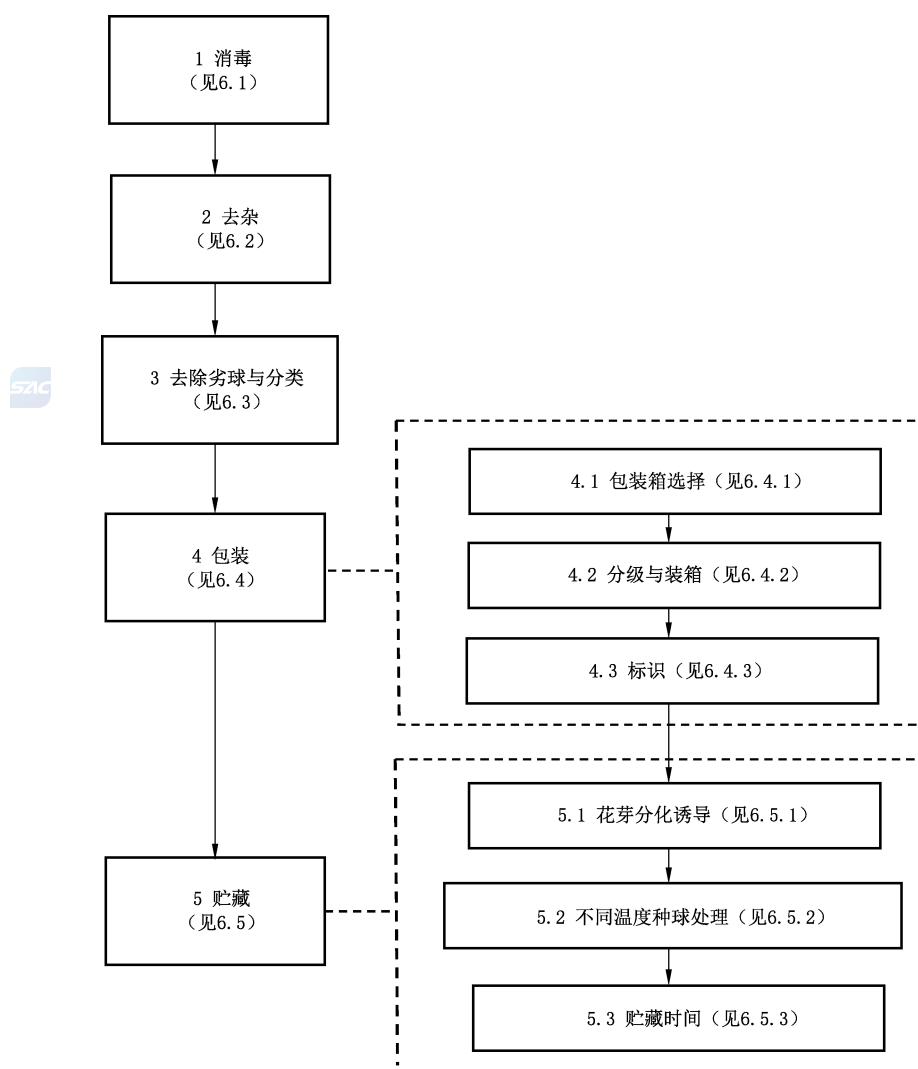 1 消毒
（见6.1）
2 去杂
（见6.2）
3 去除劣球与分类
（见6.3）
SAC
4 包装
（见6.4）
4.1 包装箱选择（见6.4.1）
4.2 分级与装箱（见6.4.2）
4.3 标识（见6.4.3）
5 贮藏
（见6.5）
5.1 花芽分化诱导（见6.5.1）
5.2 不同温度种球处理（见6.5.2）
5.3 贮藏时间（见6.5.3）